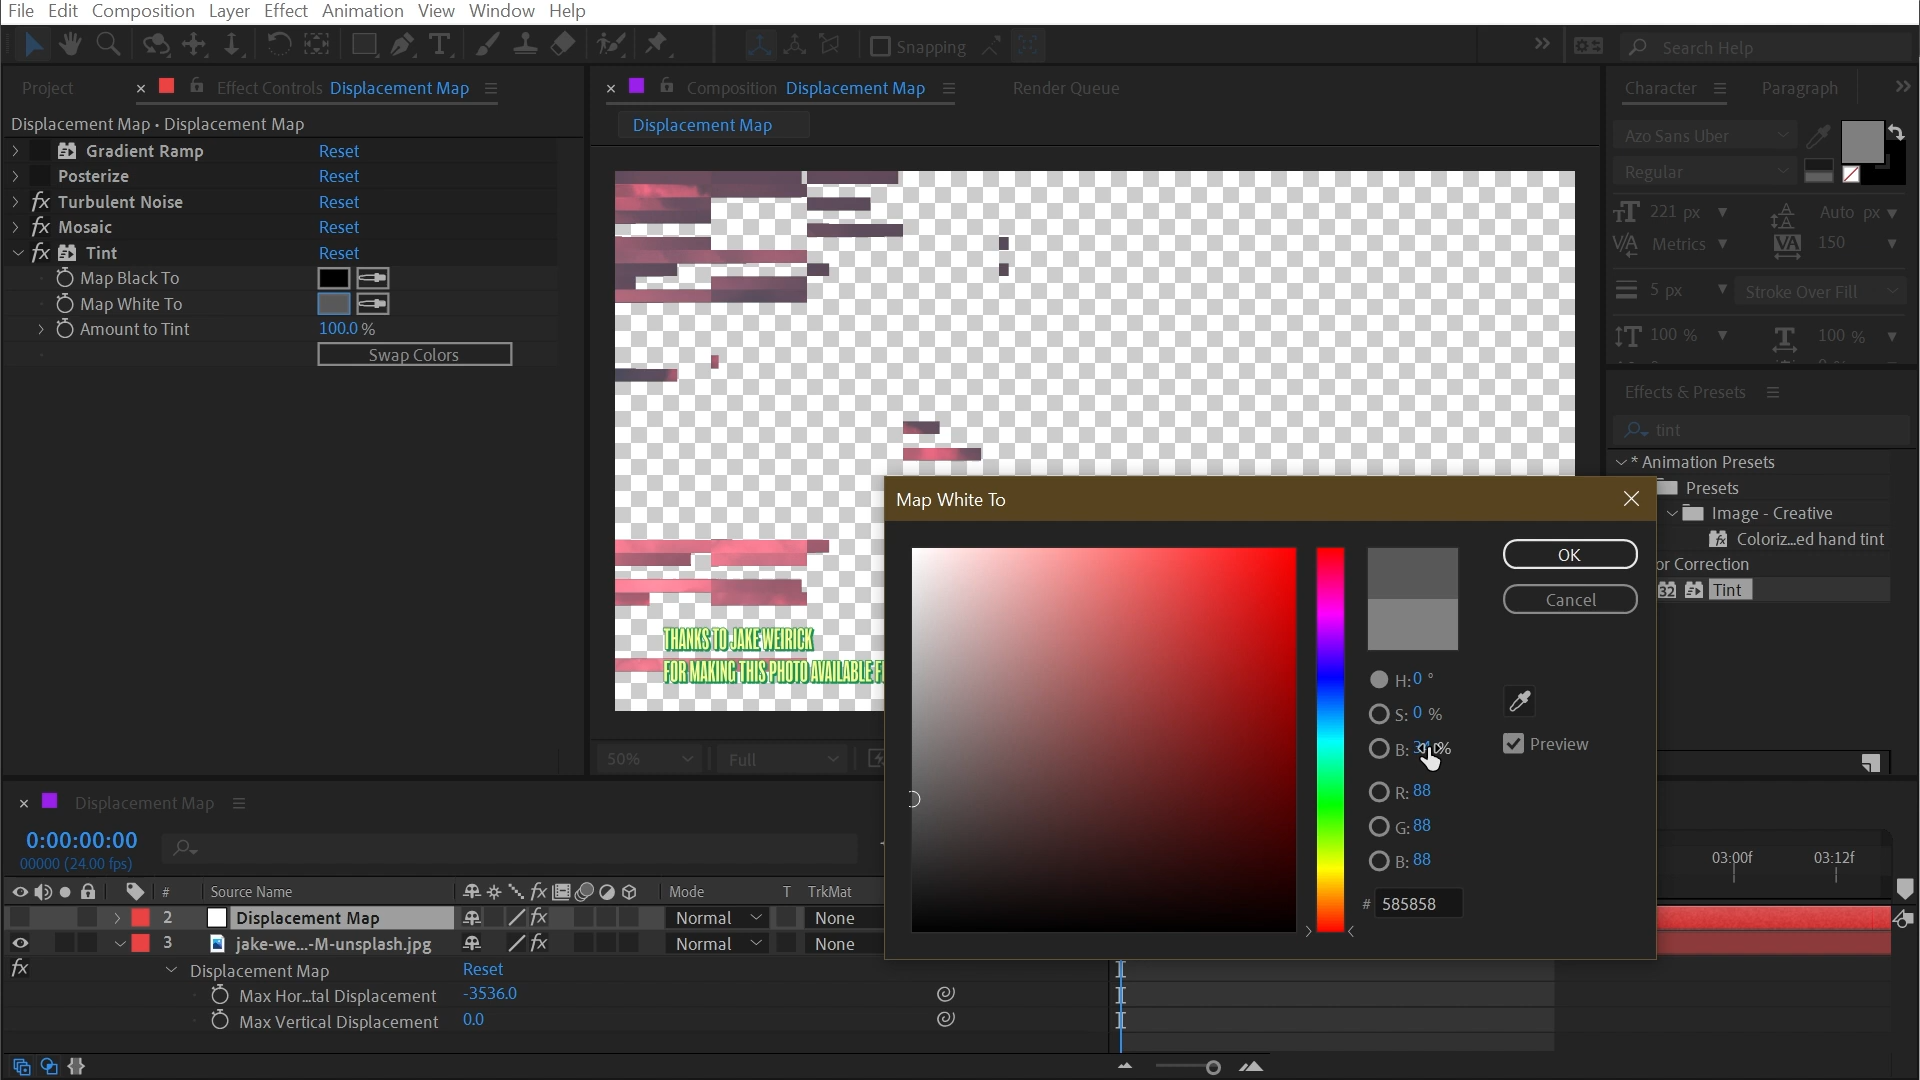 File Edit Composition Layer Effect Animation View Window Help
Snapping
Search Help
Project
Effect Controls Displacement Map
Composition Displacement Map
Render Queue
Character
Paragraph
Displacement Map • Displacement Map
Displacement Map
Gradient Ramp Reset
Posterize Reset
fx Turbulent Noise Reset
fx Mosaic Reset
fx Tint Reset
Map Black To
Map White To
Amount to Tint 100.0 %
Swap Colors
Azo Sans Uber
Regular
221 px
Auto px
Metrics
150
5 px
Stroke Over Fill
100 %
100 %
Effects & Presets
tint
* Animation Presets
Presets
Image - Creative
Coloriz...ed hand tint
or Correction
32 Tint
THANKS TO JAKE WEIRICK
FOR MAKING THIS PHOTO AVAILABLE
50%
Full
Map White To
OK
Cancel
H: 0 °
S: 0 %
B: %
Preview
R: 88
G: 88
B: 88
# 585858
Displacement Map
0:00:00:00
00000 (24.00 fps)
03:00f 03:12f
# Source Name fx Mode T TrkMat
2 Displacement Map fx Normal None
3 jake-we...-M-unsplash.jpg fx Normal None
fx Displacement Map Reset
Max Hor...tal Displacement -3536.0
Max Vertical Displacement 0.0